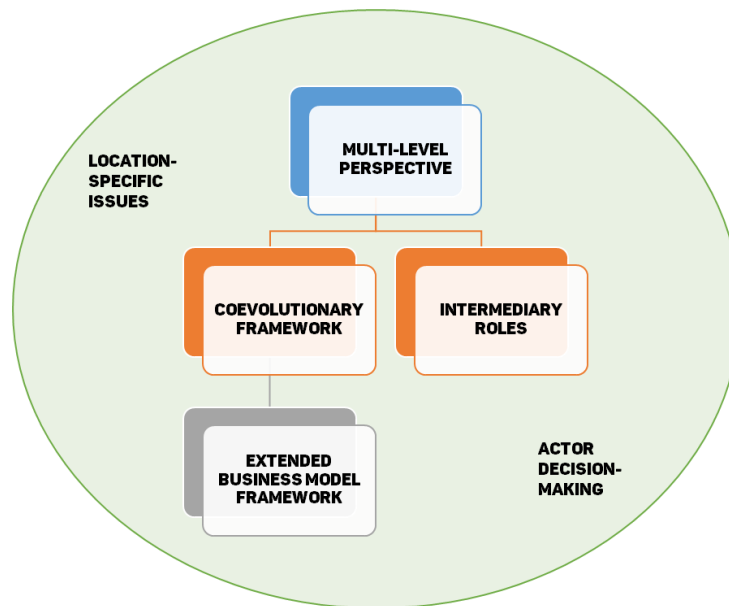 MULTI-LEVEL
PERSPECTIVE
LOCATION-
SPECIFIC
ISSUES
COEVOLUTIONARY
FRAMEWORK
INTERMEDIARY
ROLES
EXTENDED
BUSINESS MODEL
FRAMEWORK
ACTOR
DECISION-
MAKING